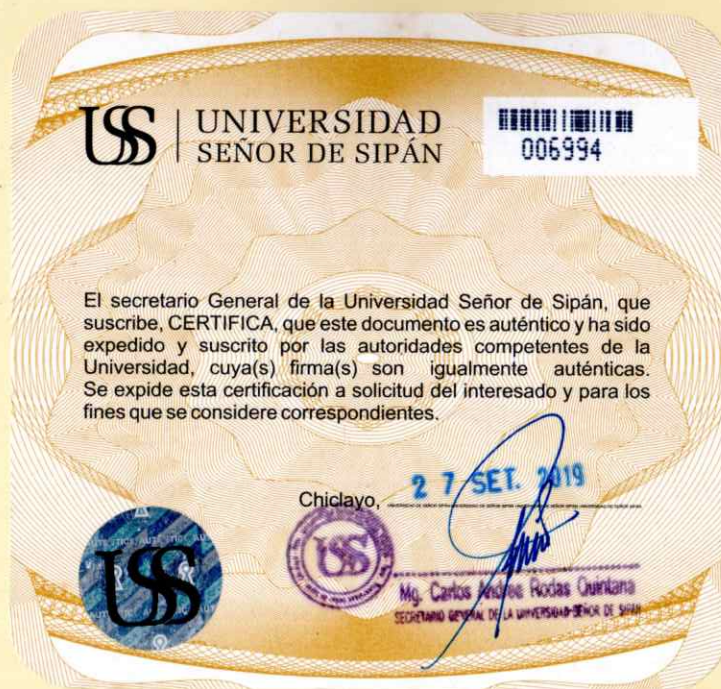 USS | UNIVERSIDAD
SEÑOR DE SIPÁN
006994
El secretario General de la Universidad Señor de Sipán, que
suscribe, CERTIFICA, que este documento es auténtico y ha sido
expedido y suscrito por las autoridades competentes de la
Universidad, cuya(s) firma(s) son igualmente auténticas.
Se expide esta certificación a solicitud del interesado y para los
fines que se considere correspondientes.
Chiclayo, 27 SET. 2019
USS
USS
Mg. Carlos Andree Rodas Quintana
SECRETARIO GENERAL DE LA UNIVERSIDAD SEÑOR DE SIPÁN